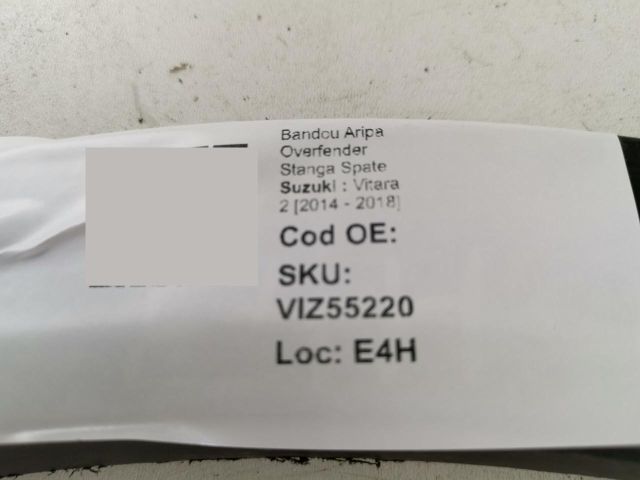 Bandou Aripa
Overfender
Stanga Spate
Suzuki : Vitara
2 [2014 - 2018]
Cod OE:
SKU:
VIZ55220
Loc: E4H